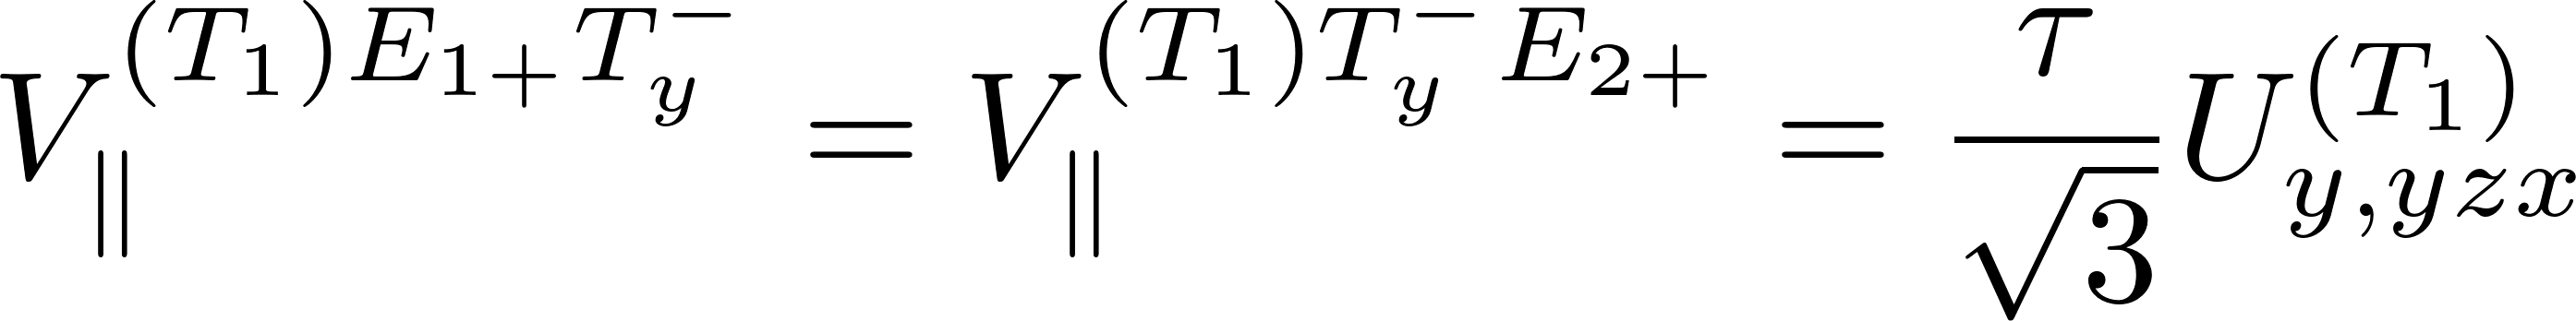 V_{\parallel}^{(T_1)E_{1+}T_y^-} = V_{\parallel}^{(T_1)T_y^-E_{2+}} = \frac{\tau}{\sqrt{3}} U_{y,yzx}^{(T_1)}